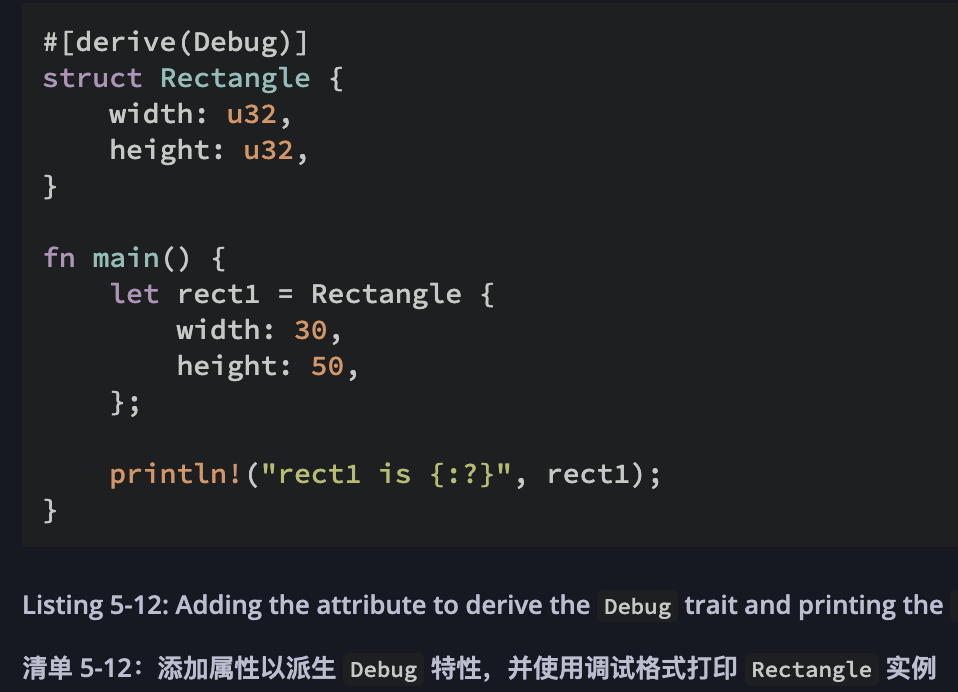 #[derive(Debug)]
struct Rectangle {
    width: u32,
    height: u32,
}

fn main() {
    let rect1 = Rectangle {
        width: 30,
        height: 50,
    };

    println!("rect1 is {:?}", rect1);
}
Listing 5-12: Adding the attribute to derive the Debug trait and printing the
清单 5-12：添加属性以派生 Debug 特性，并使用调试格式打印 Rectangle 实例